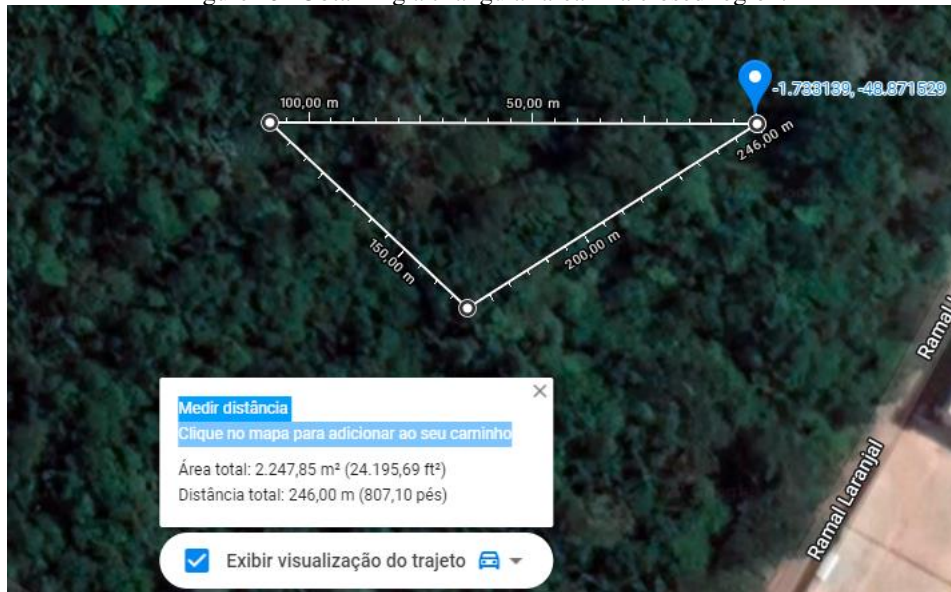 100,00 m
50,00 m
-1.733139, -48.871529
246,00 m
150,00 m
200,00 m
Ramal
Ramal Laranjal
Medir distância
Clique no mapa para adicionar ao seu caminho
Área total: 2.247,85 m² (24.195,69 ft²)
Distância total: 246,00 m (807,10 pés)
Exibir visualização do trajeto